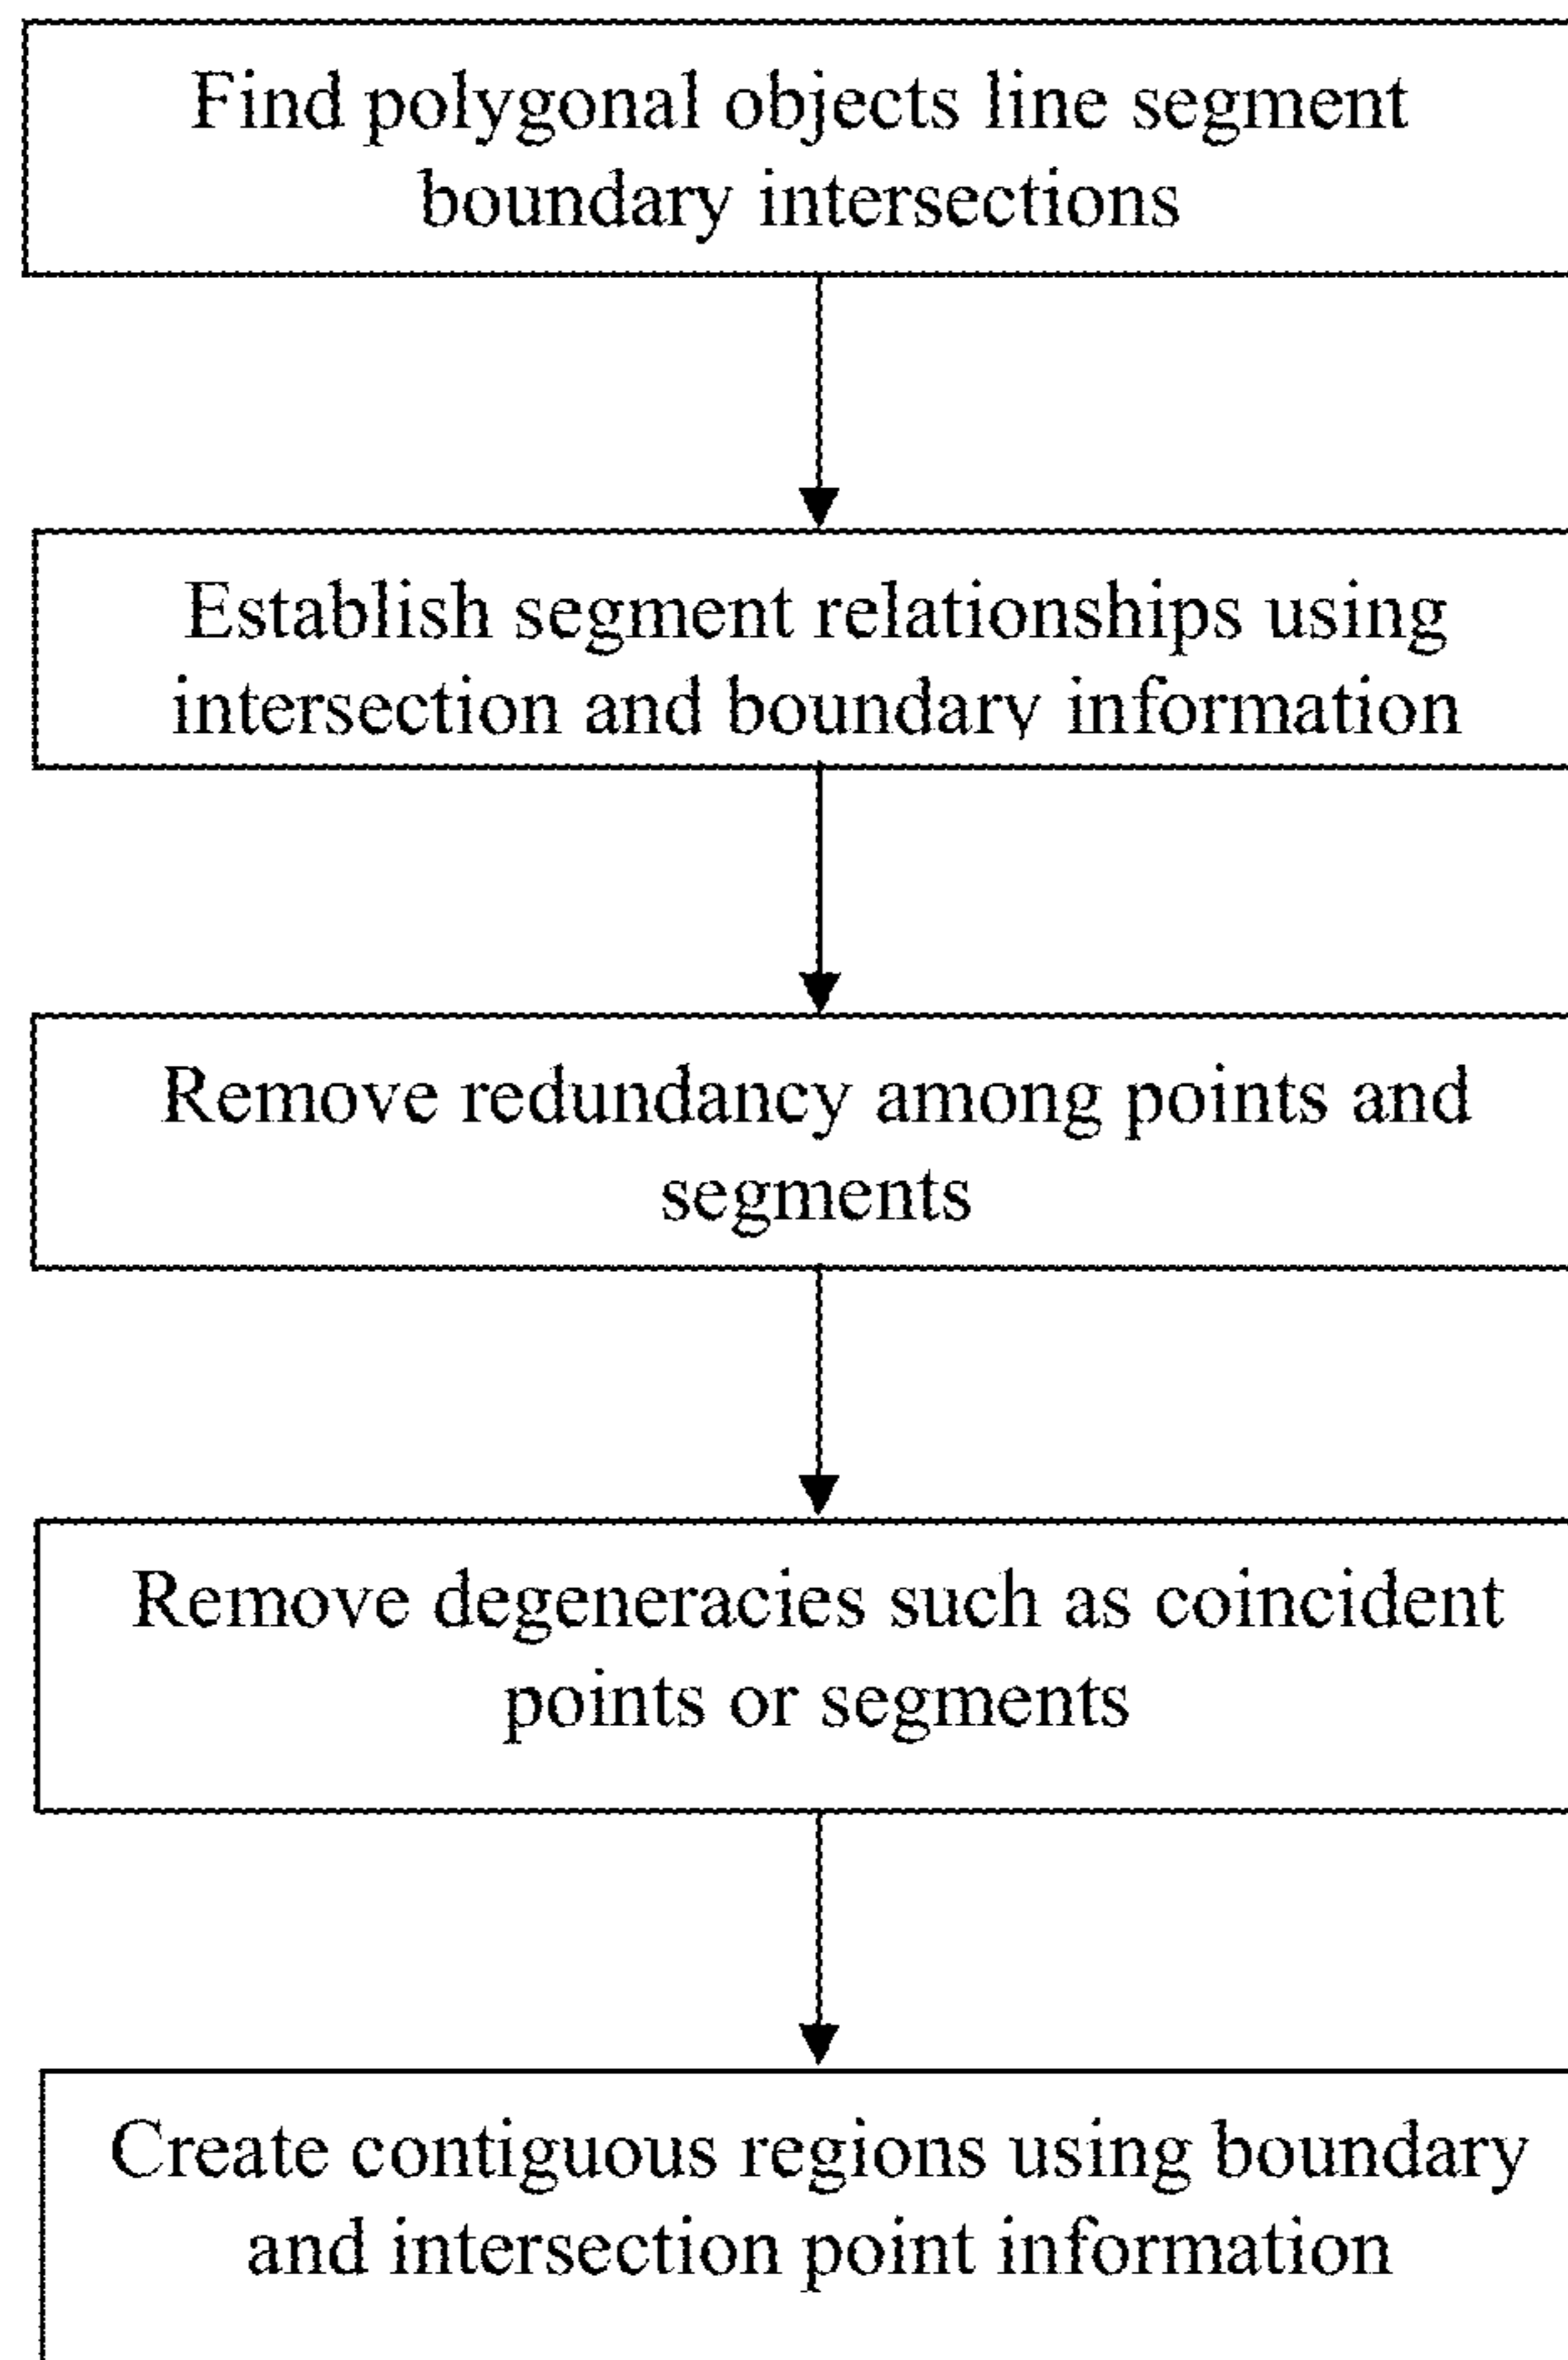 Find polygonal objects line segment
boundary intersections
Establish segment relationships using
intersection and boundary information
Remove redundancy among points and
segments
Remove degeneracies such as coincident
points or segments
Create contiguous regions using boundary
and intersection point information